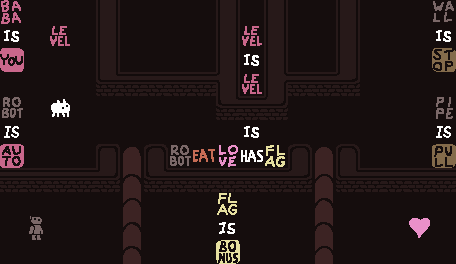 BABA IS YOU
LEVEL
LEVEL IS LEVEL
WALL IS STOP
ROBOT IS AUTO
PIPE IS PULL
IS
ROBOT EAT LOVE HAS FLAG
FLAG IS BONUS